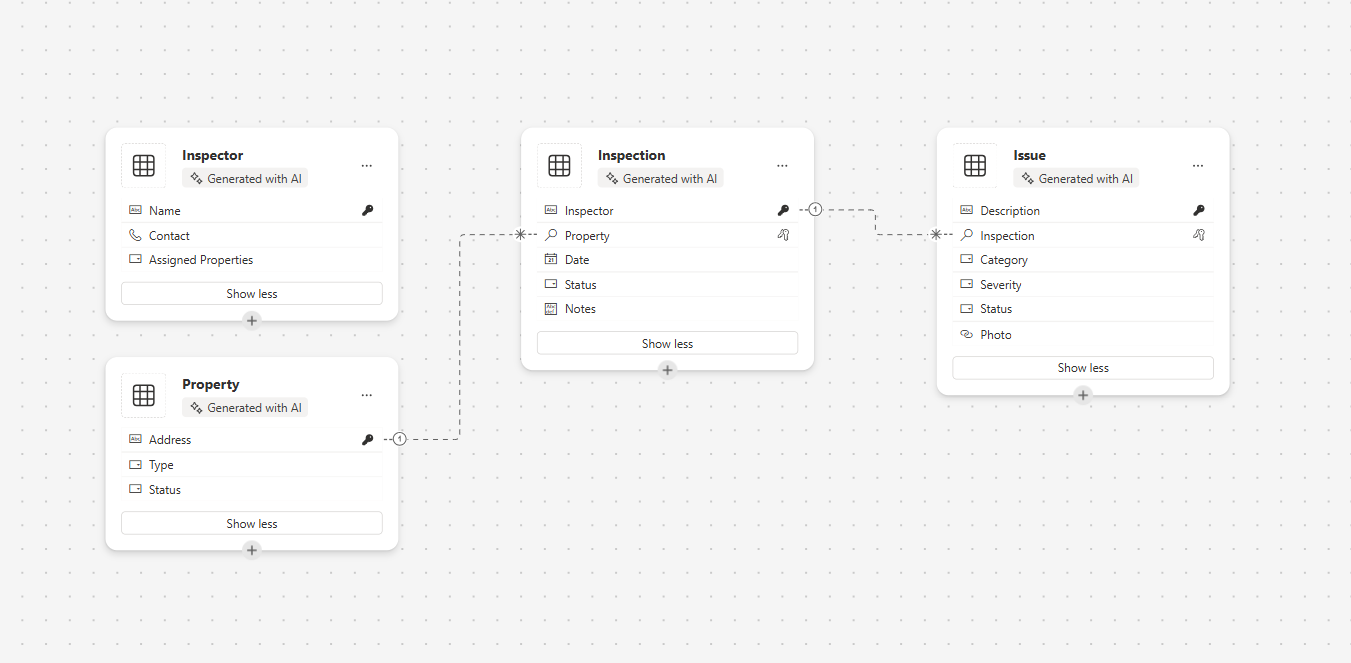 Inspector
Generated with AI
Name
Contact
Assigned Properties
Show less
Property
Generated with AI
Address
1
Type
Status
Show less
Inspection
Generated with AI
Inspector
1
Property
Date
Status
Notes
Show less
Issue
Generated with AI
Description
Inspection
Category
Severity
Status
Photo
Show less